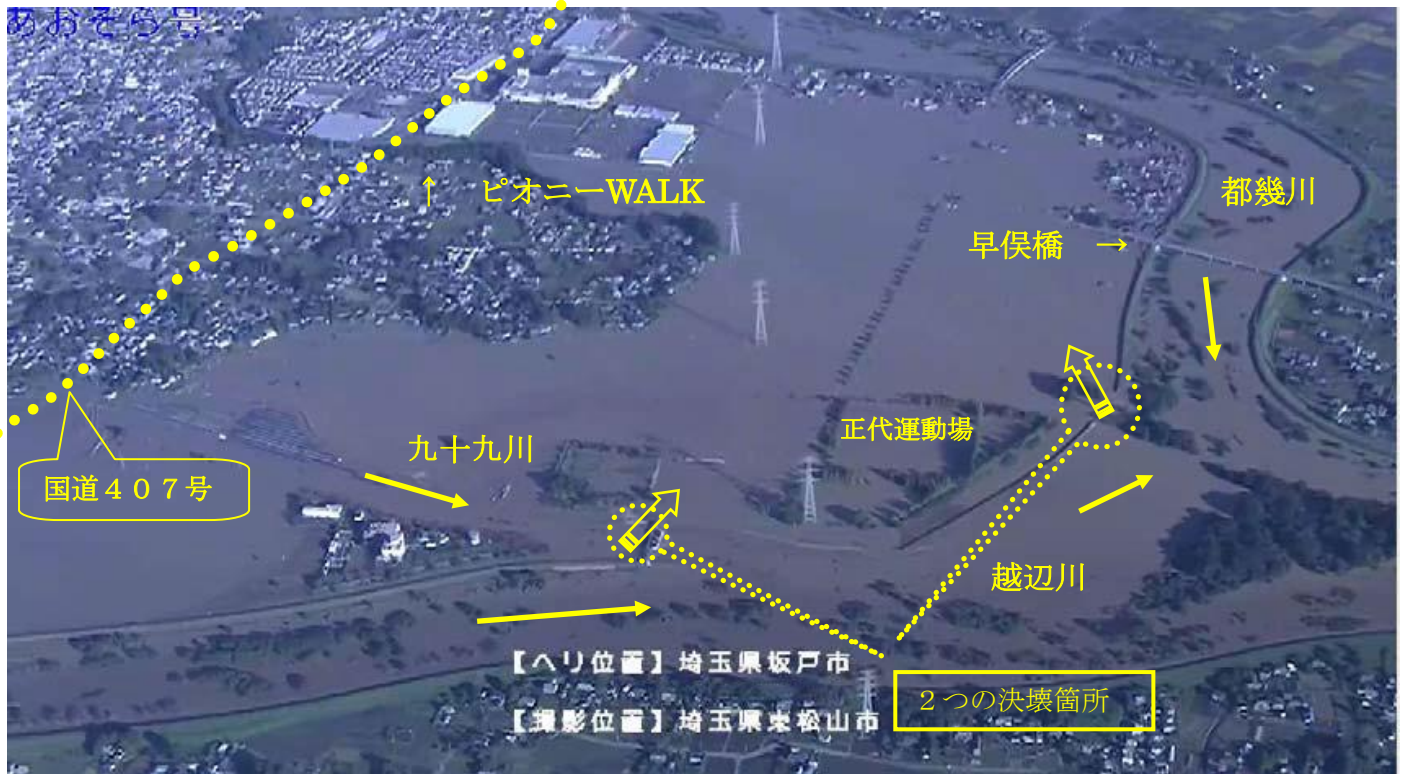 あおぞら号
↑ ピオニーWALK
都幾川
早俣橋 →
正代運動場
九十九川
国道407号
越辺川
【ヘリ位置】埼玉県坂戸市
【撮影位置】埼玉県東松山市
2つの決壊箇所